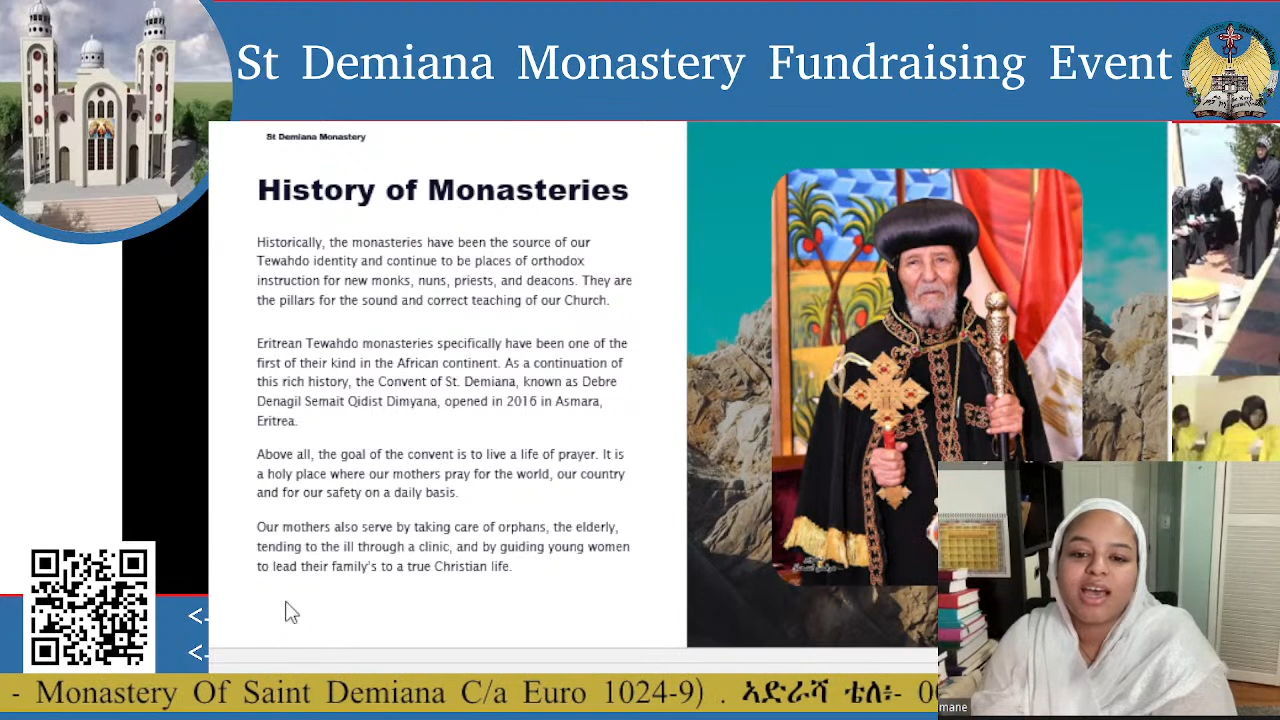 St Demiana Monastery Fundraising Event
St Demiana Monastery
History of Monasteries
Historically, the monasteries have been the source of our
Tewahdo identity and continue to be places of orthodox
instruction for new monks, nuns, priests, and deacons. They are
the pillars for the sound and correct teaching of our Church.
Eritrean Tewahdo monasteries specifically have been one of the
first of their kind in the African continent. As a continuation of
this rich history, the Convent of St. Demiana, known as Debre
Denagil Semait Qidist Dimyana, opened in 2016 in Asmara,
Eritrea.
Above all, the goal of the convent is to live a life of prayer. It is
a holy place where our mothers pray for the world, our country
and for our safety on a daily basis.
Our mothers also serve by taking care of orphans, the elderly,
tending to the ill through a clinic, and by guiding young women
to lead their family's to a true Christian life.
<-
<-
- Monastery Of Saint Demiana C/a Euro 1024-9) . ኣድራሻ ቴለ፥- 0
mane